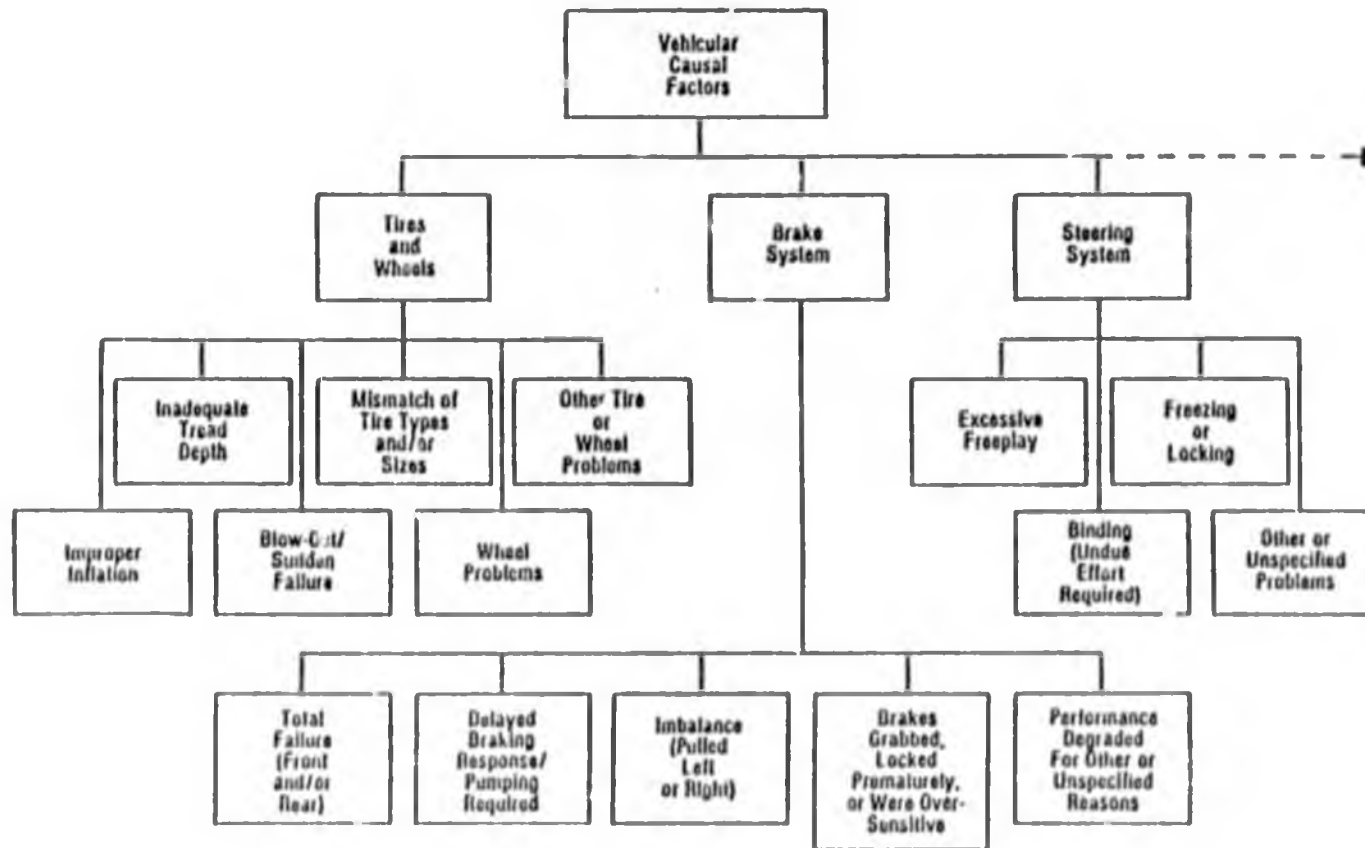 Vehicular
Causal
Factors
Tires
and
Wheels
Brake
System
Steering
System
Inadequate
Tread
Depth
Mismatch of
Tire Types
and/or
Sizes
Other Tire
or
Wheel
Problems
Excessive
Freeplay
Freezing
or
Locking
Improper
Inflation
Blow-Out/
Sudden
Failure
Wheel
Problems
Binding
(Undue
Effort
Required)
Other or
Unspecified
Problems
Total
Failure
(Front
and/or
Rear)
Delayed
Braking
Response/
Pumping
Required
Imbalance
(Pulled
Left
or Right)
Brakes
Grabbed,
Locked
Prematurely,
or Were Over-
Sensitive
Performance
Degraded
For Other or
Unspecified
Reasons